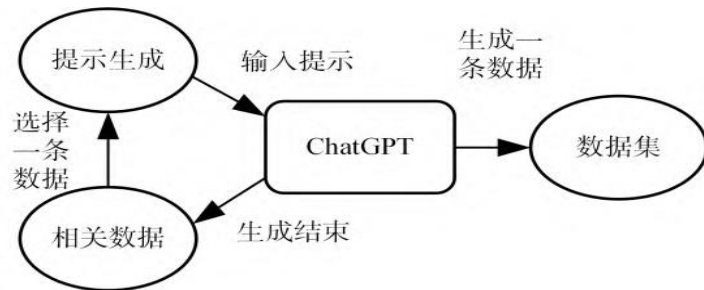 提示生成
输入提示
生成一
条数据
选择
一条
数据
ChatGPT
数据集
相关数据
生成结束